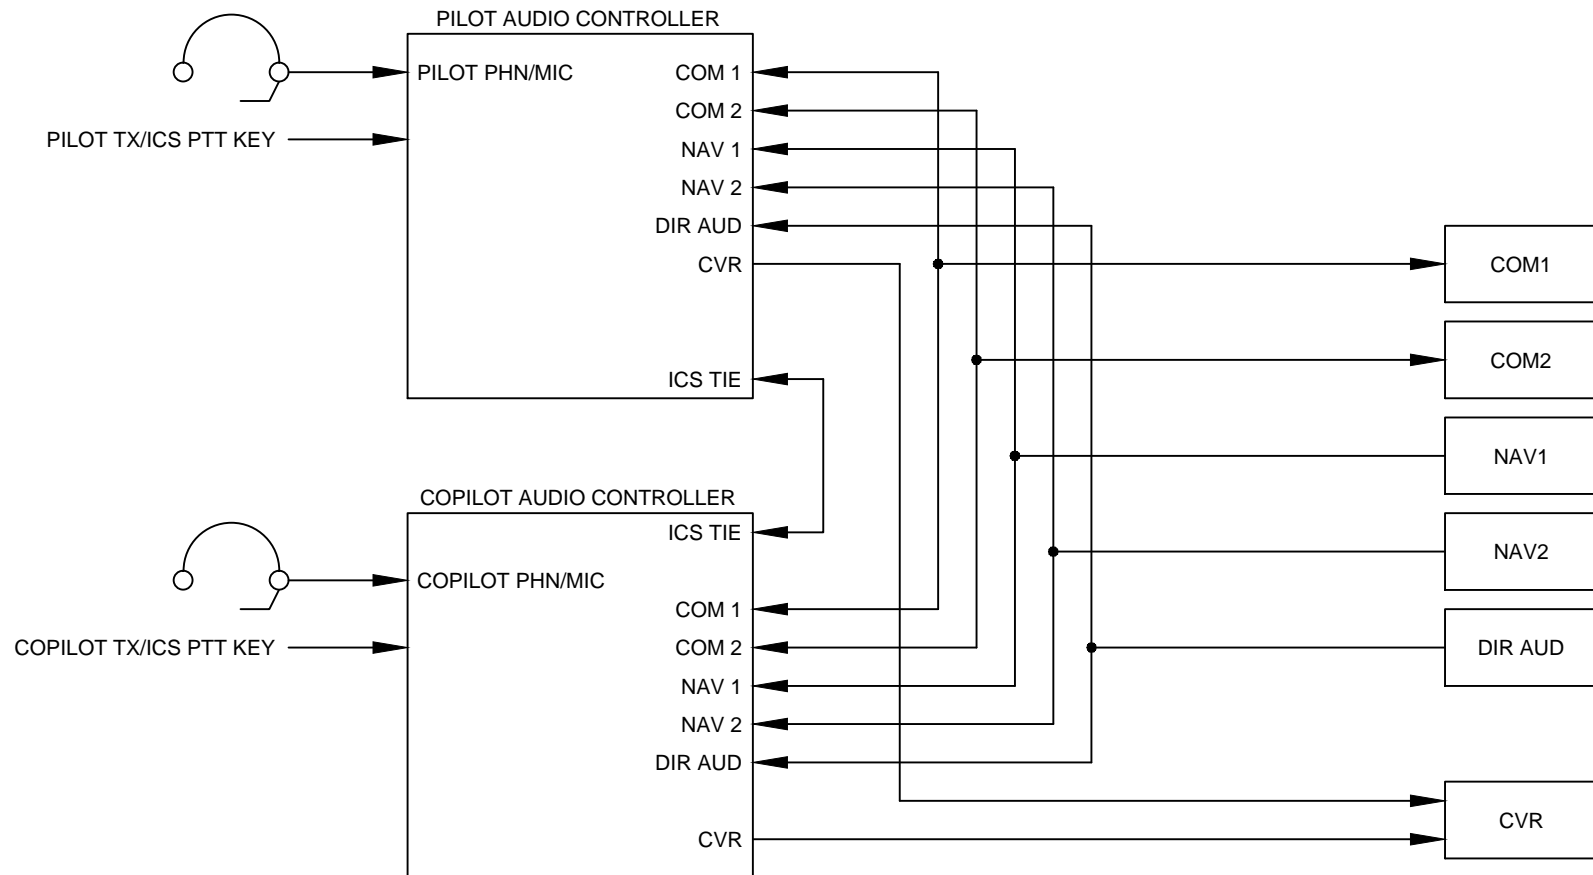 PILOT AUDIO CONTROLLER
PILOT PHN/MIC
PILOT TX/ICS PTT KEY
COM 1
COM 2
NAV 1
NAV 2
DIR AUD
CVR
ICS TIE
COPILOT AUDIO CONTROLLER
ICS TIE
COPILOT PHN/MIC
COPILOT TX/ICS PTT KEY
COM 1
COM 2
NAV 1
NAV 2
DIR AUD
CVR
COM1
COM2
NAV1
NAV2
DIR AUD
CVR